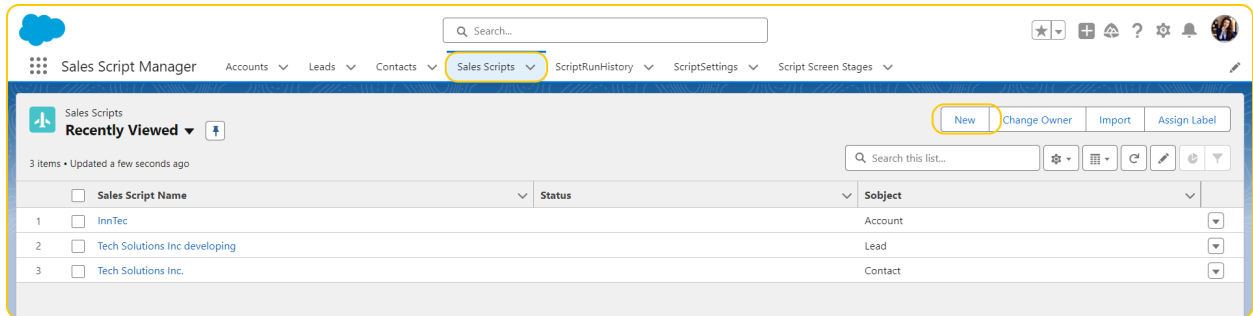 Search...
Sales Script Manager Accounts Leads Contacts Sales Scripts ScriptRunHistory ScriptSettings Script Screen Stages
Sales Scripts
Recently Viewed
New Change Owner Import Assign Label
3 items • Updated a few seconds ago
Search this list...
Sales Script Name Status Sobject
1 InnTec Account
2 Tech Solutions Inc developing Lead
3 Tech Solutions Inc. Contact